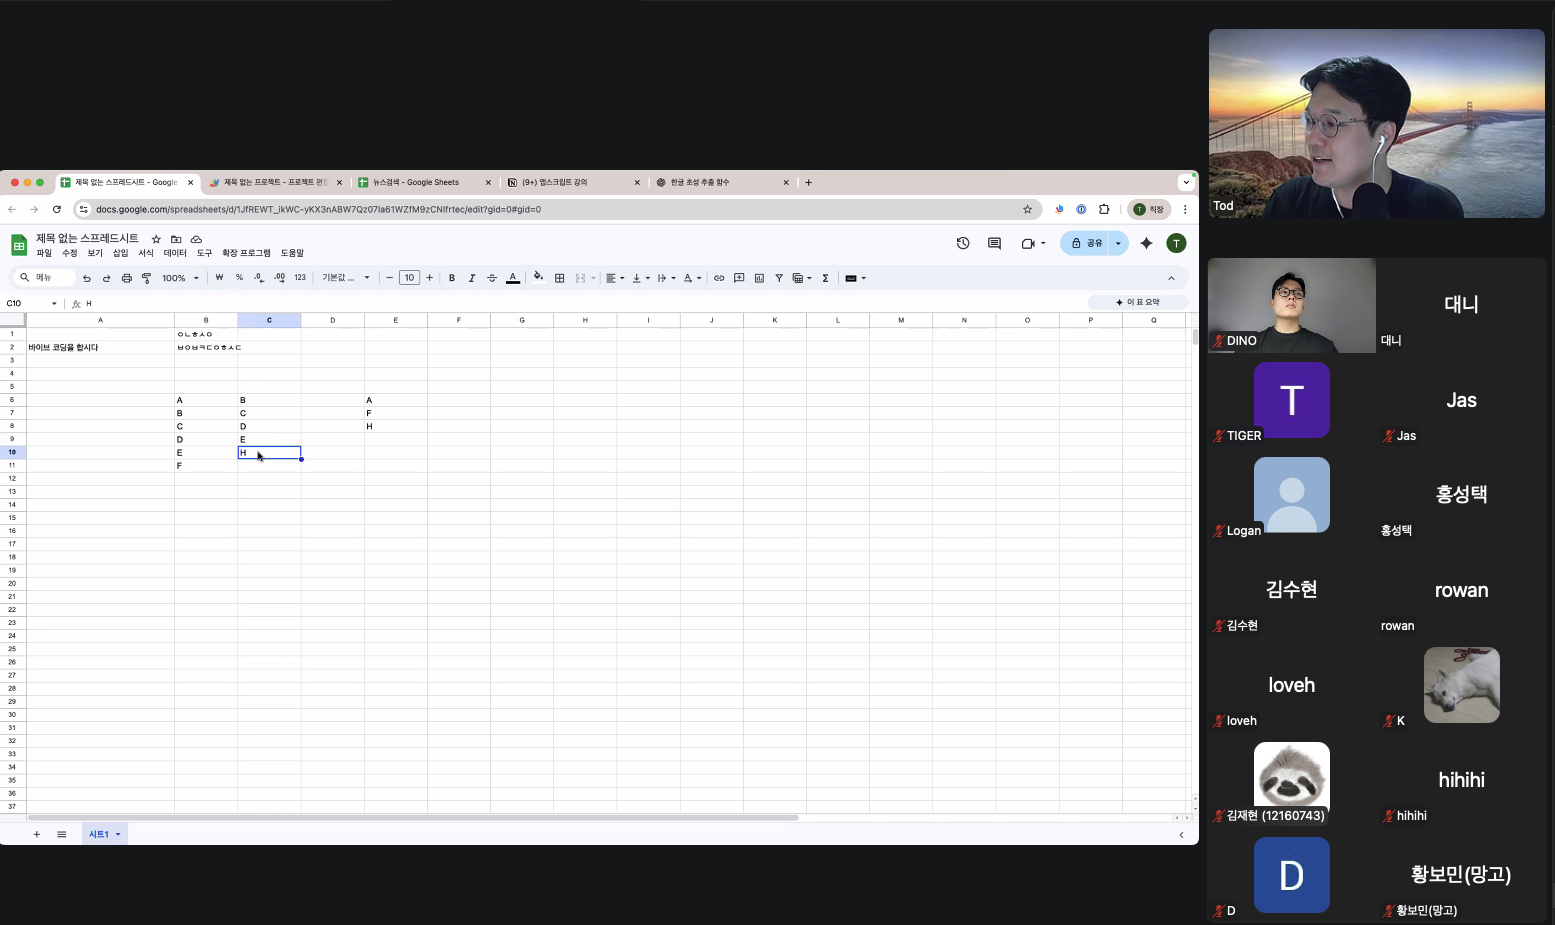 제목 없는 스프레드시트 - Google
제목 없는 프로젝트 - 프로젝트 편집
뉴스검색 - Google Sheets
(9+) 앱스크립트 강의
한글 초성 추출 함수
docs.google.com/spreadsheets/d/1JfREWT_ikWC-yKX3nABW7Qz07la61WZfM9zCNIfrtec/edit?gid=0#gid=0
T 직장
제목 없는 스프레드시트
파일 수정 보기 삽입 서식 데이터 도구 확장 프로그램 도움말
공유
T
메뉴 100% ₩ % .0 .00 123 기본값 ... 10 B I S A Σ
C10 fx H
이 표 요약
A B C D E F G H I J K L M N O P Q
1 ㅇㄴㅎㅅㅇ
2 바이브 코딩을 합시다 ㅂㅇㅂㅋㄷㅇㅎㅅㄷ
3
4
5
6 A B A
7 B C F
8 C D H
9 D E
10 E H
11 F
12
13
14
15
16
17
18
19
20
21
22
23
24
25
26
27
28
29
30
31
32
33
34
35
36
37
시트1
Tod
DINO
대니
대니
T
TIGER
Jas
Jas
Logan
홍성택
홍성택
김수현
김수현
rowan
rowan
loveh
loveh
K
김재현 (12160743)
hihihi
hihihi
D
D
황보민(망고)
황보민(망고)